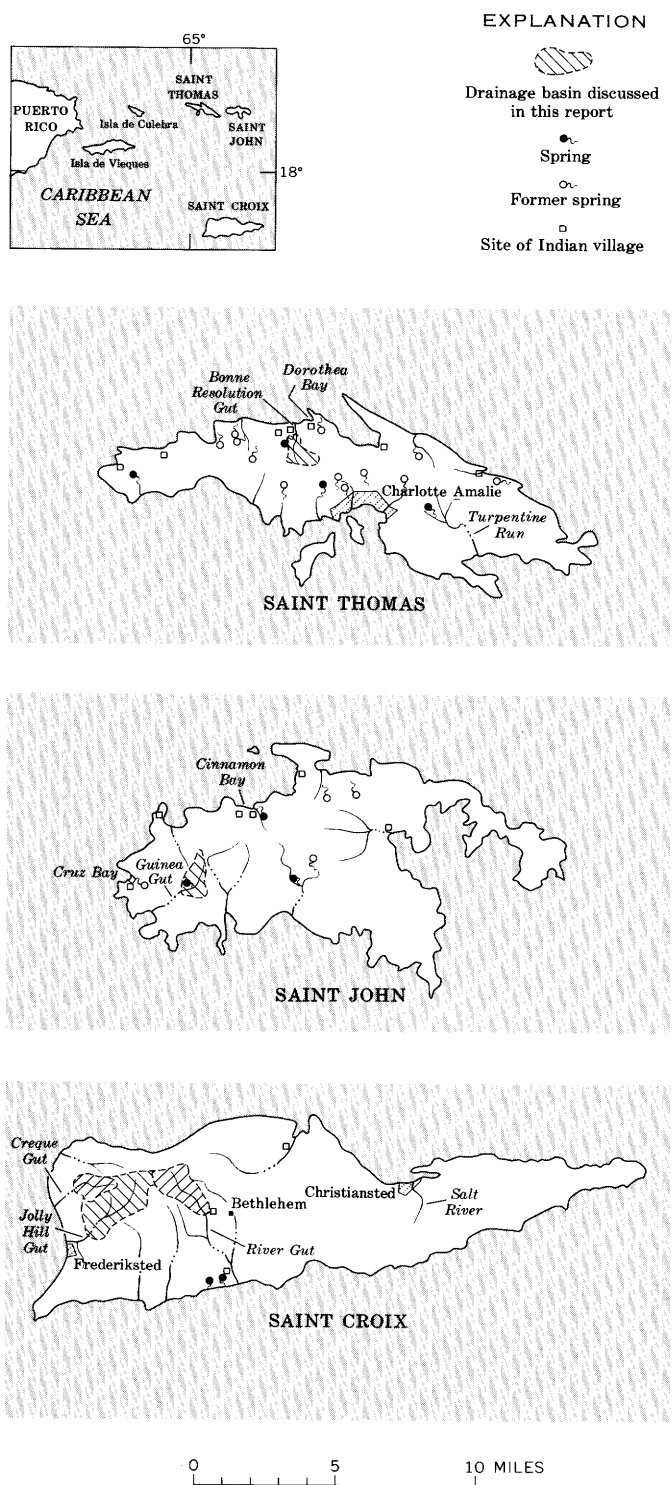 EXPLANATION
Drainage basin discussed
in this report
Spring
Former spring
Site of Indian village
65°
SAINT
THOMAS
PUERTO
RICO
Isla de Culebra
SAINT
JOHN
Isla de Vieques
18°
CARIBBEAN
SEA
SAINT CROIX
Dorothea
Bay
Bonne
Resolution
Gut
Charlotte Amalie
Turpentine
Run
SAINT THOMAS
Cinnamon
Bay
Cruz Bay
Guinea
Gut
SAINT JOHN
Creque
Gut
Jolly
Hill
Gut
Bethlehem
Christiansted
Salt
River
River Gut
Frederiksted
SAINT CROIX
0 5 10 MILES